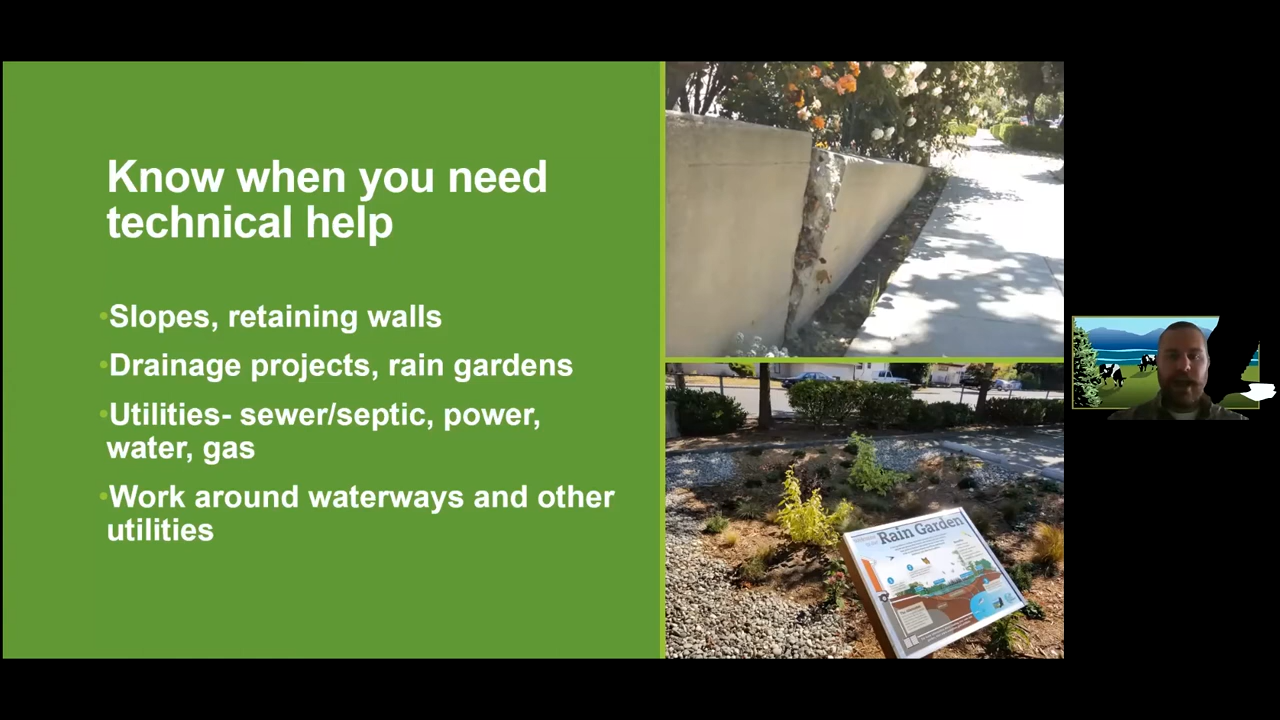 Know when you need
technical help
•Slopes, retaining walls
•Drainage projects, rain gardens
•Utilities- sewer/septic, power,
water, gas
•Work around waterways and other
utilities
Rain Garden